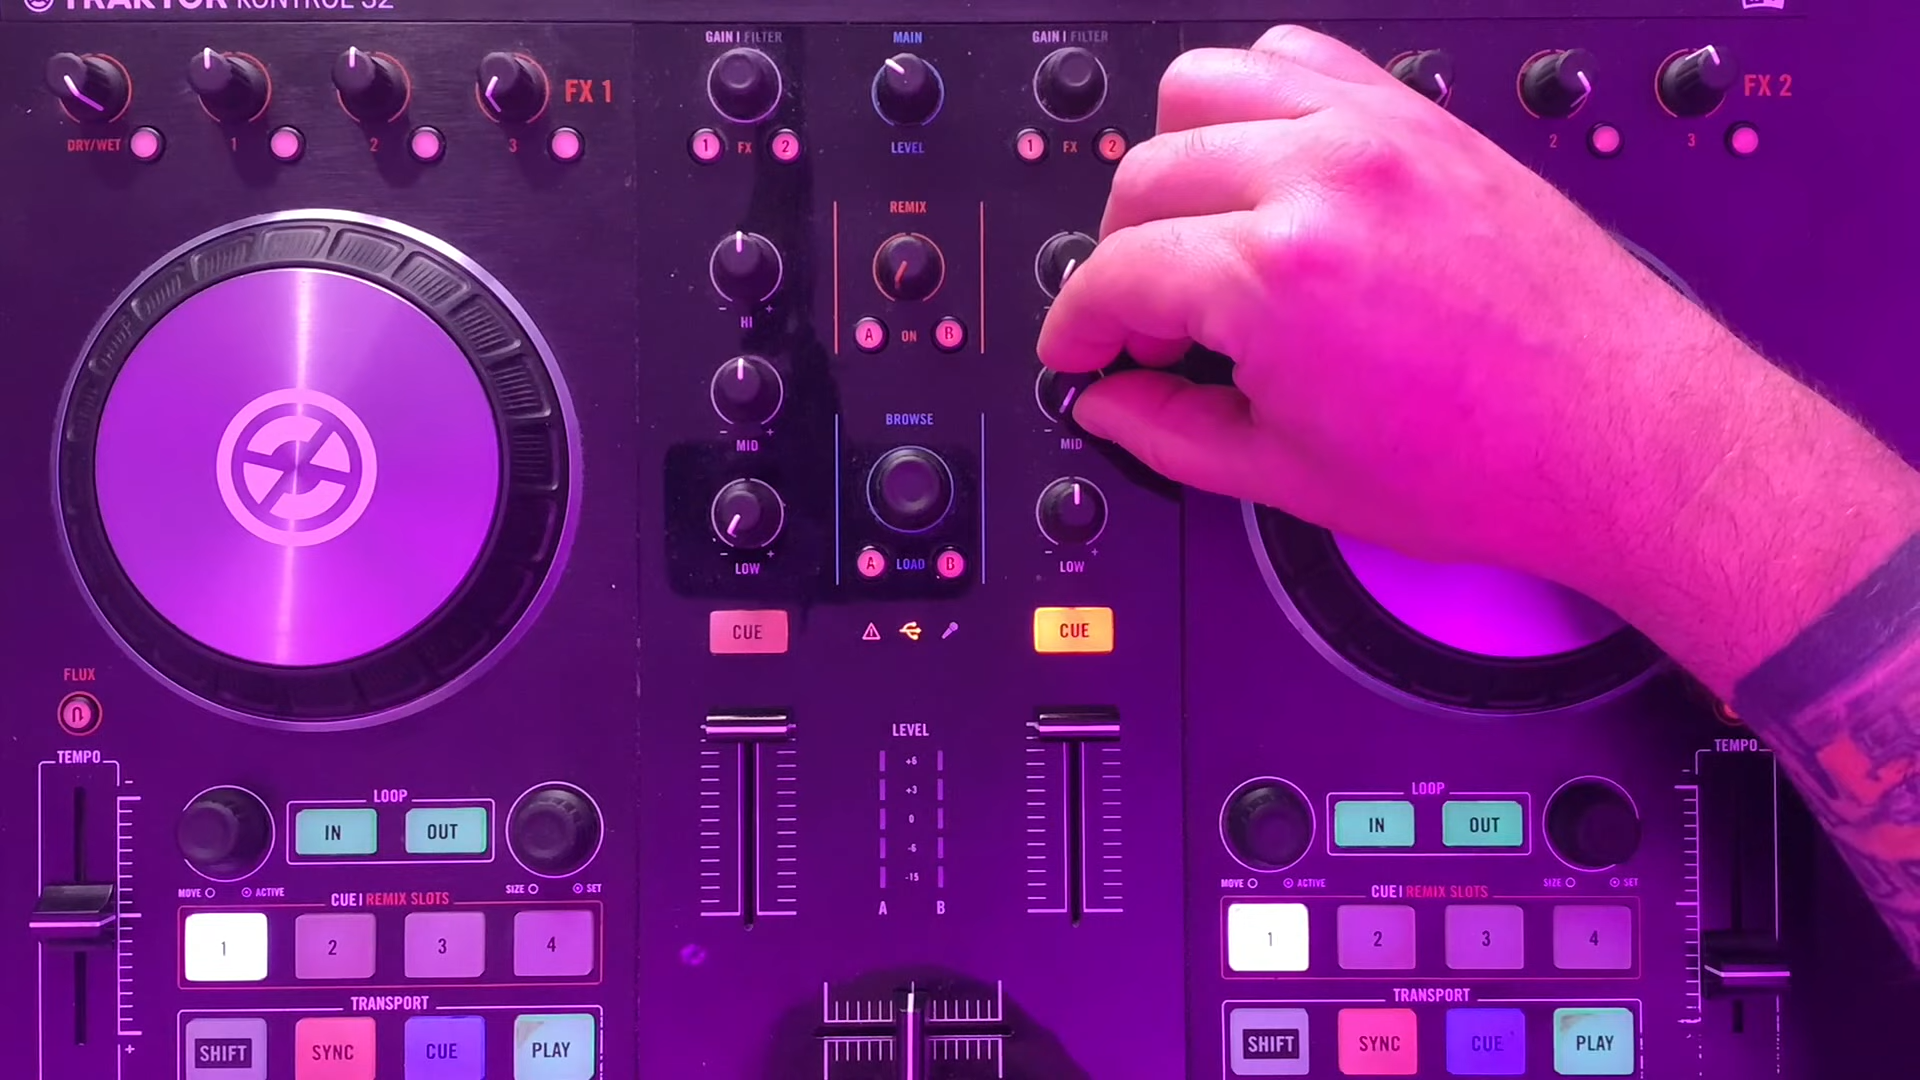 TRAKTOR KONTROL S2
GAIN | FILTER
MAIN
GAIN | FILTER
FX 1
FX 2
DRY/WET
1
2
3
1 FX 2
LEVEL
1 FX 2
2
3
REMIX
- +
HI
A ON B
BROWSE
- +
MID
-
MID
- +
LOW
A LOAD B
- +
LOW
CUE
CUE
FLUX
TEMPO
LEVEL
+6
+3
0
-6
-15
A B
TEMPO
-
LOOP
IN OUT
MOVE ACTIVE
SIZE SET
-
LOOP
IN OUT
MOVE ACTIVE
SIZE SET
CUE | REMIX SLOTS
1 2 3 4
CUE | REMIX SLOTS
1 2 3 4
TRANSPORT
SHIFT SYNC CUE PLAY
+
TRANSPORT
SHIFT SYNC CUE PLAY